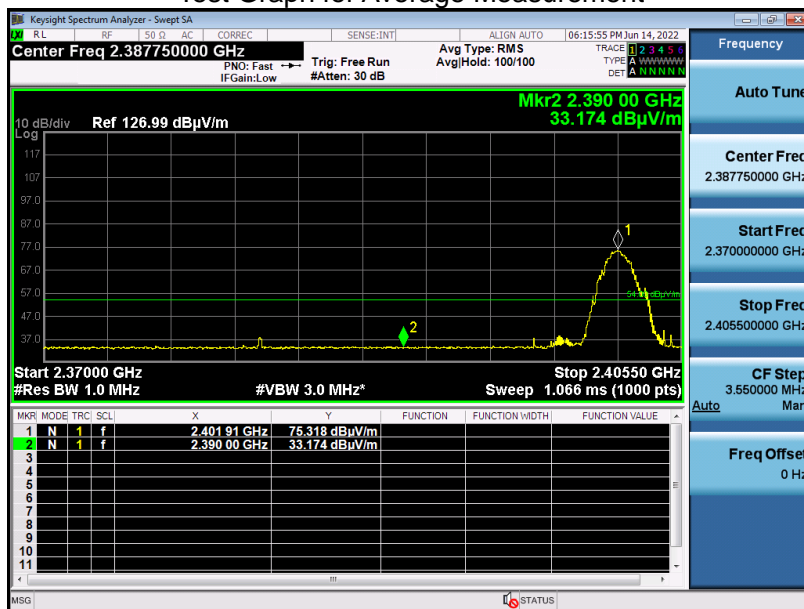 Test Graph for Average Measurement
Keysight Spectrum Analyzer - Swept SA
RL RF 50 Ω AC CORREC SENSE:INT ALIGN AUTO 06:15:55 PM Jun 14, 2022
Center Freq 2.387750000 GHz
PNO: Fast
IFGain:Low
Trig: Free Run
#Atten: 30 dB
Avg Type: RMS
Avg|Hold: 100/100
TRACE 1 2 3 4 5 6
TYPE A WWWWW
DET A N N N N N
Mkr2 2.390 00 GHz
33.174 dBµV/m
10 dB/div
Log
Ref 126.99 dBµV/m
117
107
97.0
87.0
77.0
67.0
57.0
47.0
37.0
1
2
Start 2.37000 GHz
Stop 2.40550 GHz
#Res BW 1.0 MHz
#VBW 3.0 MHz*
Sweep 1.066 ms (1000 pts)
MKR MODE TRC SCL X Y FUNCTION FUNCTION WIDTH FUNCTION VALUE
1 N 1 f 2.401 91 GHz 75.318 dBµV/m
2 N 1 f 2.390 00 GHz 33.174 dBµV/m
3
4
5
6
7
8
9
10
11
MSG
STATUS
Frequency
Auto Tune
Center Freq
2.387750000 GHz
Start Freq
2.370000000 GHz
Stop Freq
2.405500000 GHz
CF Step
3.550000 MHz
Auto Man
Freq Offset
0 Hz